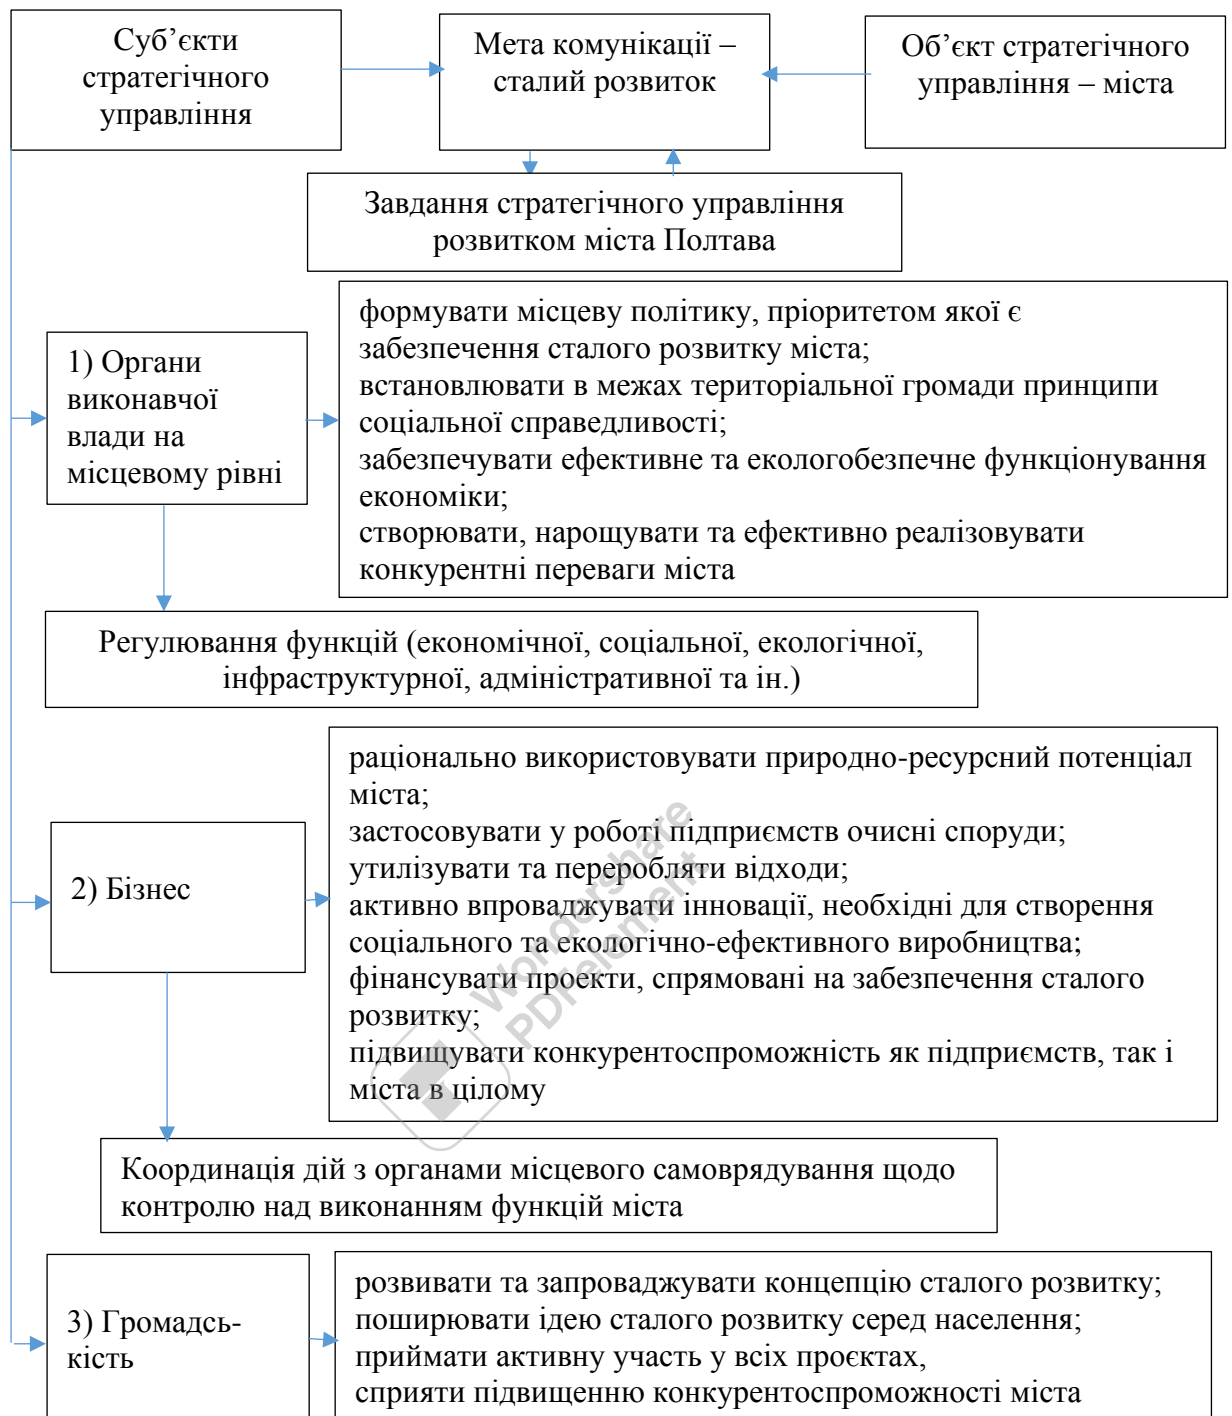 Суб’єкти
стратегічного
управління
Мета комунікації –
сталий розвиток
Об’єкт стратегічного
управління – міста
Завдання стратегічного управління
розвитком міста Полтава
1) Органи
виконавчої
влади на
місцевому рівні
формувати місцеву політику, пріоритетом якої є
забезпечення сталого розвитку міста;
встановлювати в межах територіальної громади принципи
соціальної справедливості;
забезпечувати ефективне та екологобезпечне функціонування
економіки;
створювати, нарощувати та ефективно реалізовувати
конкурентні переваги міста
Регулювання функцій (економічної, соціальної, екологічної,
інфраструктурної, адміністративної та ін.)
2) Бізнес
раціонально використовувати природно-ресурсний потенціал
міста;
застосовувати у роботі підприємств очисні споруди;
утилізувати та переробляти відходи;
активно впроваджувати інновації, необхідні для створення
соціального та екологічно-ефективного виробництва;
фінансувати проекти, спрямовані на забезпечення сталого
розвитку;
підвищувати конкурентоспроможність як підприємств, так і
міста в цілому
Wondershare
PDFelement
Координація дій з органами місцевого самоврядування щодо
контролю над виконанням функцій міста
3) Громадсь-
кість
розвивати та запроваджувати концепцію сталого розвитку;
поширювати ідею сталого розвитку серед населення;
приймати активну участь у всіх проєктах,
сприяти підвищенню конкурентоспроможності міста